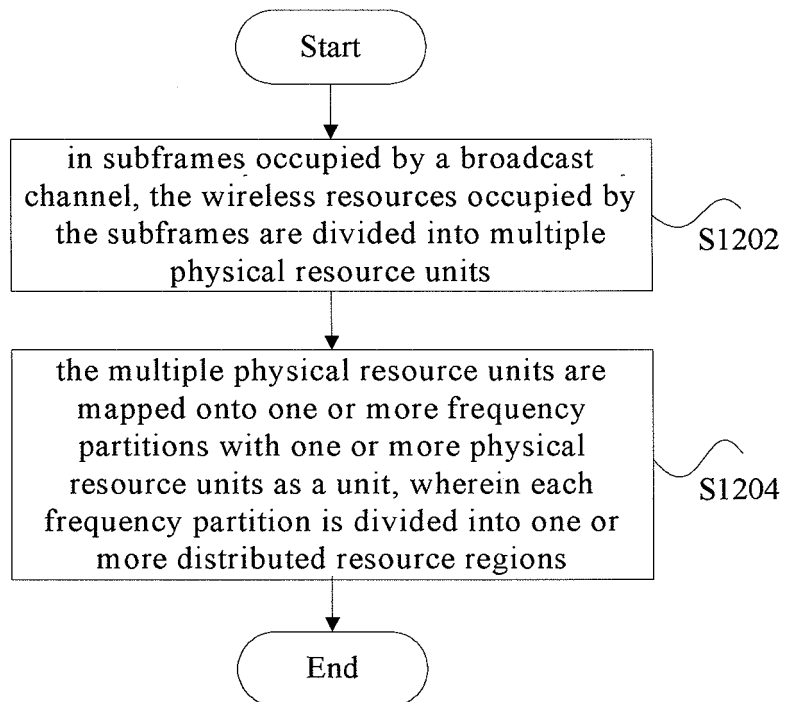 Start
in subframes occupied by a broadcast
channel, the wireless resources occupied by
the subframes are divided into multiple
physical resource units
S1202
the multiple physical resource units are
mapped onto one or more frequency
partitions with one or more physical
resource units as a unit, wherein each
frequency partition is divided into one or
more distributed resource regions
S1204
End